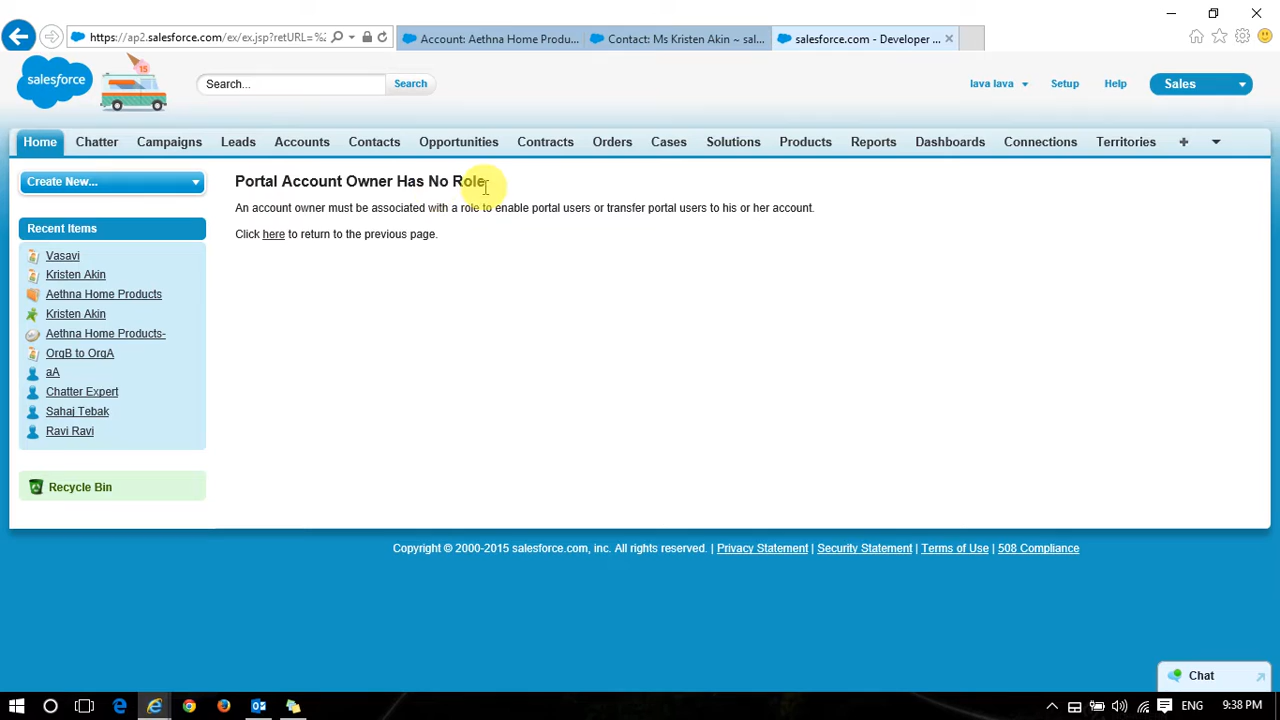 https://ap2.salesforce.com/ex/ex.jsp?retURL=%2
Account: Aethna Home Produ...
Contact: Ms Kristen Akin ~ sal...
salesforce.com - Developer ...
salesforce
15
Search...
Search
lava lava
Setup
Help
Sales
Home
Chatter
Campaigns
Leads
Accounts
Contacts
Opportunities
Contracts
Orders
Cases
Solutions
Products
Reports
Dashboards
Connections
Territories
Create New...
Portal Account Owner Has No Role
An account owner must be associated with a role to enable portal users or transfer portal users to his or her account.
Click here to return to the previous page.
Recent Items
Vasavi
Kristen Akin
Aethna Home Products
Kristen Akin
Aethna Home Products-
OrgB to OrgA
aA
Chatter Expert
Sahaj Tebak
Ravi Ravi
Recycle Bin
Copyright © 2000-2015 salesforce.com, inc. All rights reserved. | Privacy Statement | Security Statement | Terms of Use | 508 Compliance
Chat
ENG
9:38 PM